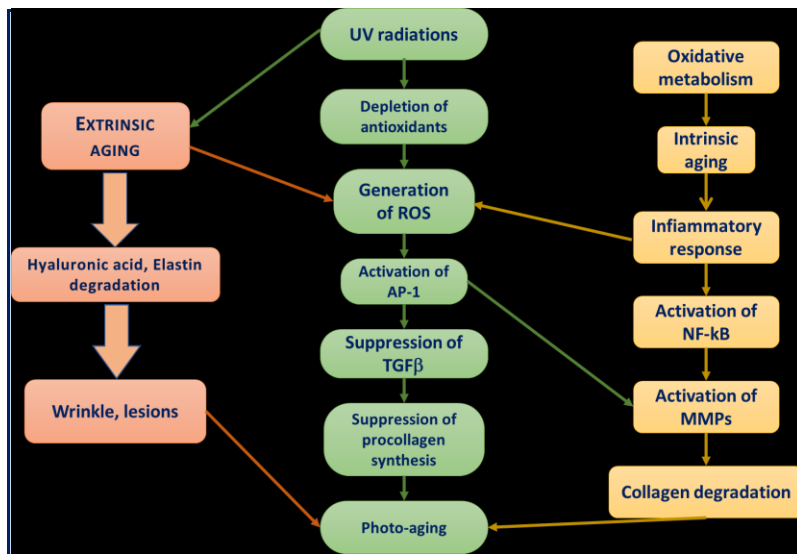 UV radiations
Depletion of
antioxidants
Generation
of ROS
Activation of
AP-1
Suppression of
TGFβ
Suppression of
procollagen
synthesis
Photo-aging
EXTRINSIC
AGING
Hyaluronic acid, Elastin
degradation
Wrinkle, lesions
Oxidative
metabolism
Intrinsic
aging
Infiammatory
response
Activation of
NF-kB
Activation of
MMPs
Collagen degradation